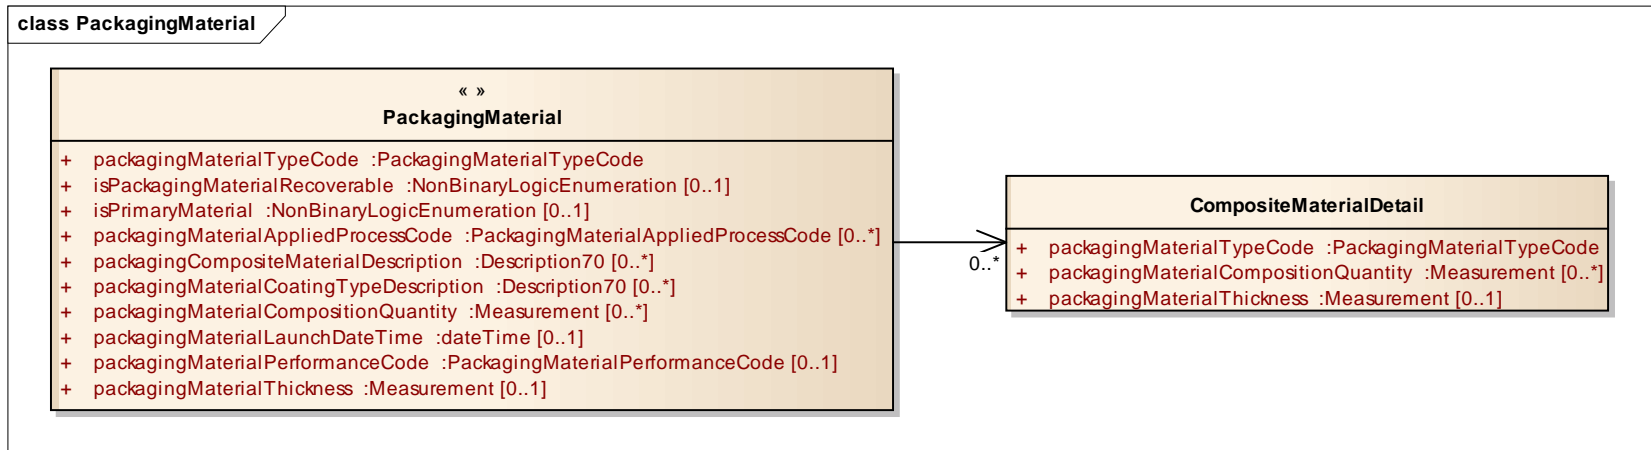 class PackagingMaterial
« »
PackagingMaterial
+ packagingMaterialTypeCode :PackagingMaterialTypeCode
+ isPackagingMaterialRecoverable :NonBinaryLogicEnumeration [0..1]
+ isPrimaryMaterial :NonBinaryLogicEnumeration [0..1]
+ packagingMaterialAppliedProcessCode :PackagingMaterialAppliedProcessCode [0..*]
+ packagingCompositeMaterialDescription :Description70 [0..*]
+ packagingMaterialCoatingTypeDescription :Description70 [0..*]
+ packagingMaterialCompositionQuantity :Measurement [0..*]
+ packagingMaterialLaunchDateTime :dateTime [0..1]
+ packagingMaterialPerformanceCode :PackagingMaterialPerformanceCode [0..1]
+ packagingMaterialThickness :Measurement [0..1]
0..*
CompositeMaterialDetail
+ packagingMaterialTypeCode :PackagingMaterialTypeCode
+ packagingMaterialCompositionQuantity :Measurement [0..*]
+ packagingMaterialThickness :Measurement [0..1]